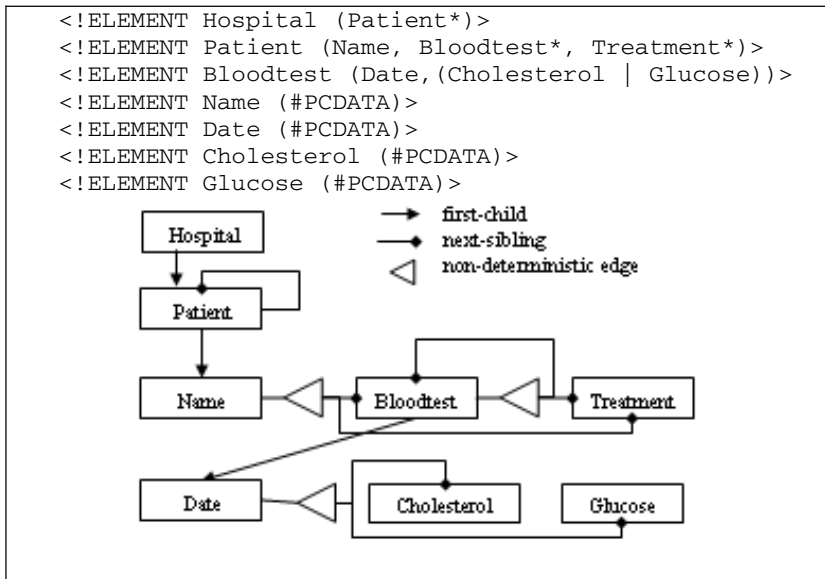 <!ELEMENT Hospital (Patient*)>
<!ELEMENT Patient (Name, Bloodtest*, Treatment*)>
<!ELEMENT Bloodtest (Date,(Cholesterol | Glucose))>
<!ELEMENT Name (#PCDATA)>
<!ELEMENT Date (#PCDATA)>
<!ELEMENT Cholesterol (#PCDATA)>
<!ELEMENT Glucose (#PCDATA)>
first-child
Hospital
next-sibling
non-deterministic edge
Patient
Name
Bloodtest
Treatment
Date
Cholesterol
Glucose